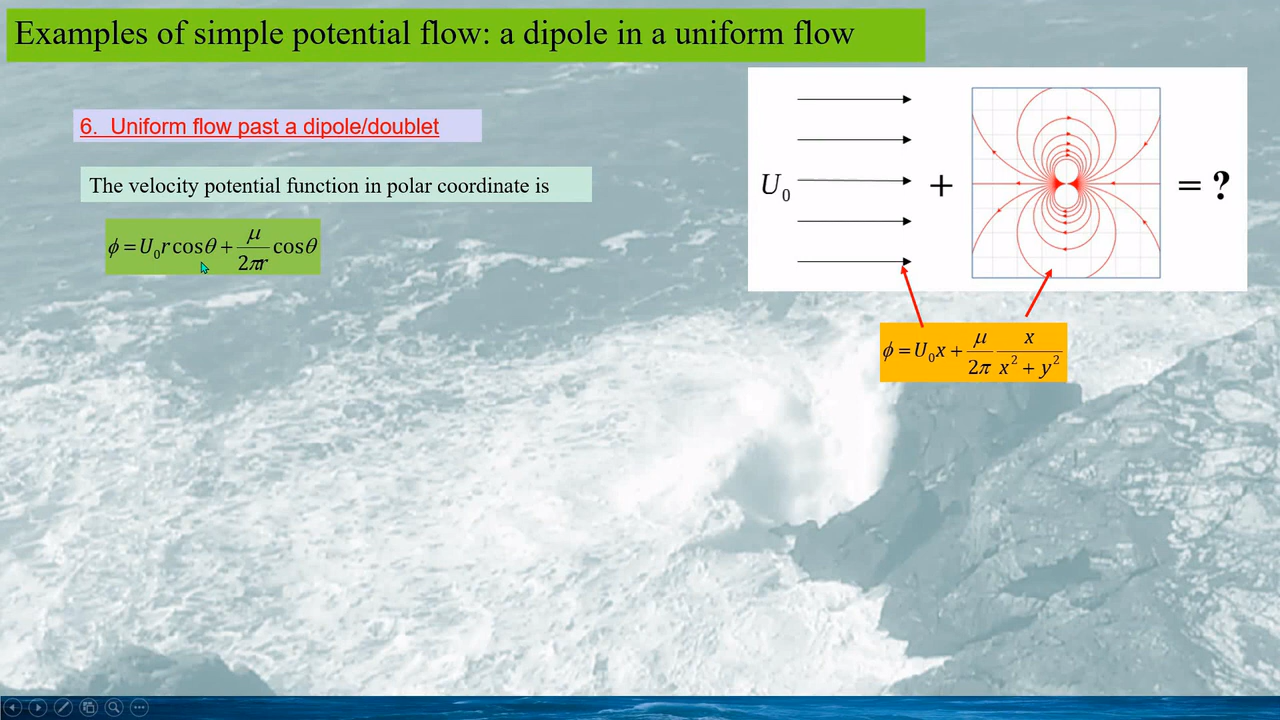 Examples of simple potential flow: a dipole in a uniform flow
6. Uniform flow past a dipole/doublet
The velocity potential function in polar coordinate is
ϕ = U₀r cosθ + μ/2πr cosθ
U₀ + = ?
ϕ = U₀x + μ/2π x/x² + y²